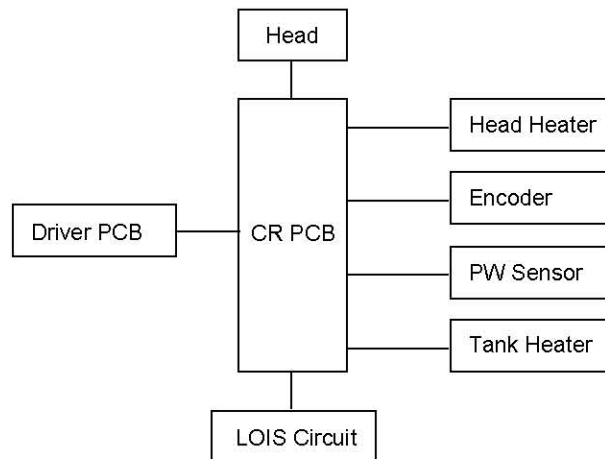 Head
Head Heater
Encoder
Driver PCB
CR PCB
PW Sensor
Tank Heater
LOIS Circuit